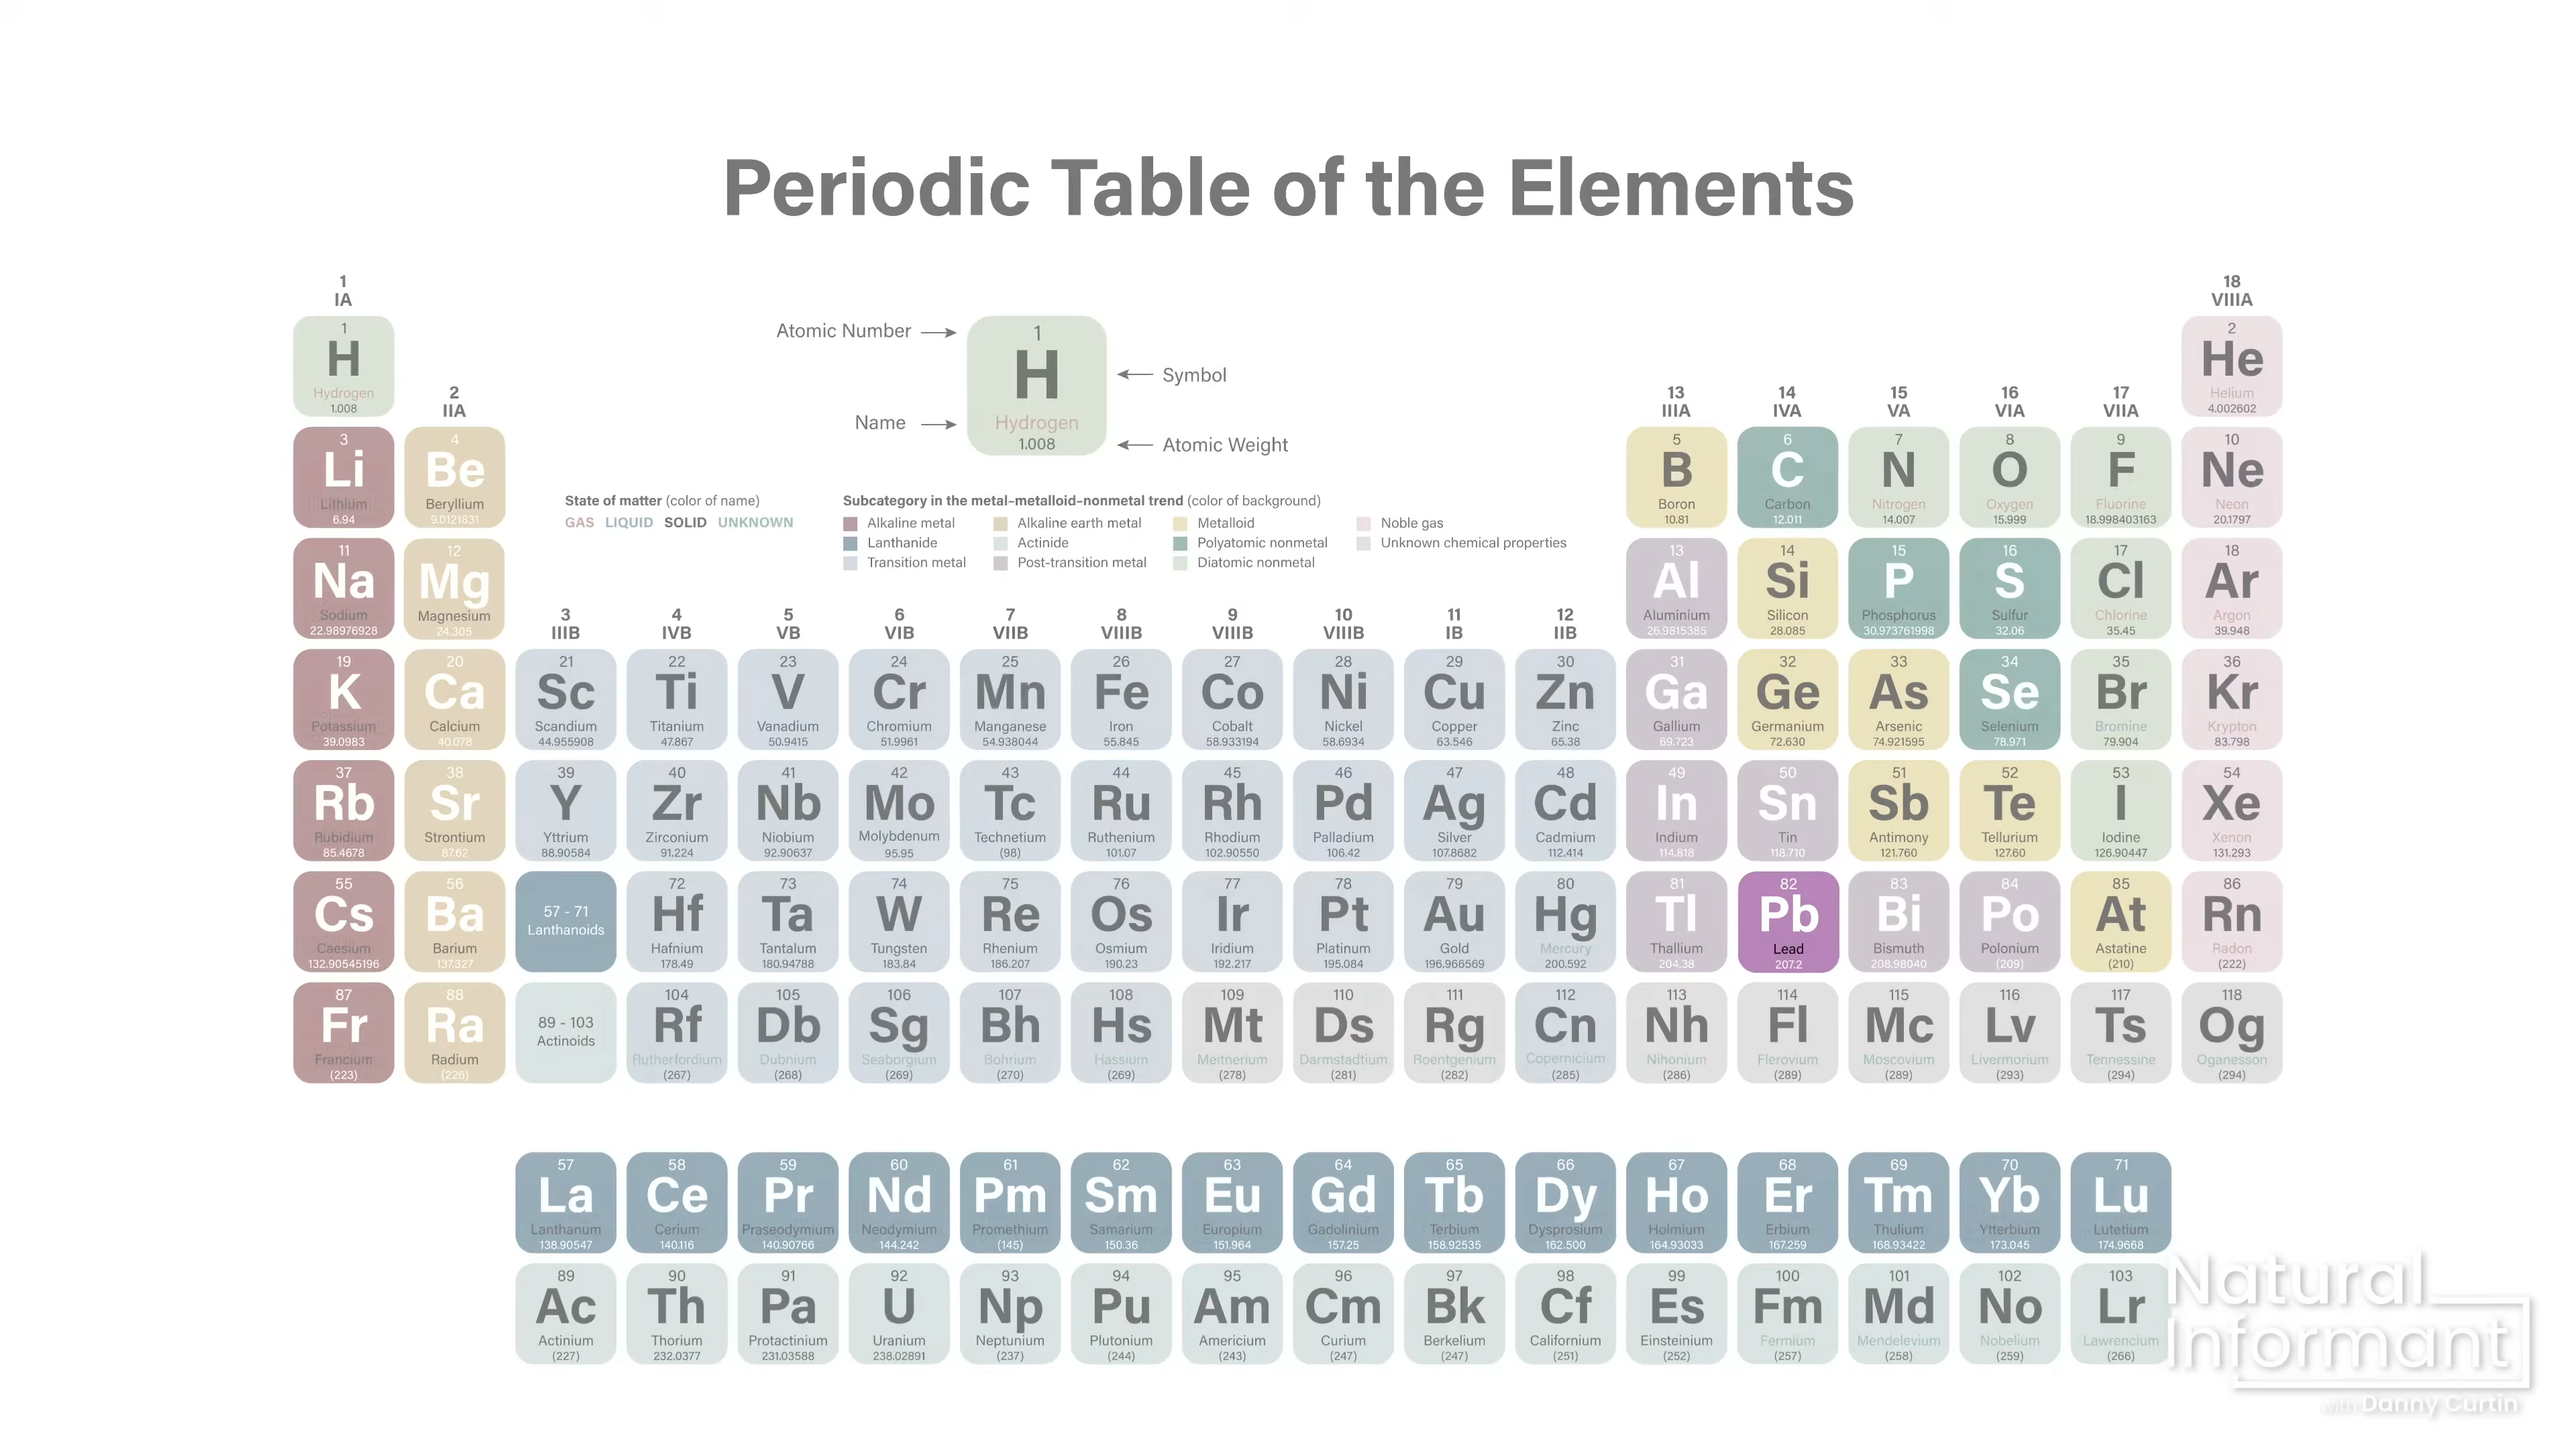 Periodic Table of the Elements
1
IA
18
VIIIA
1
H
Hydrogen
1.008
2
He
Helium
4.002602
Atomic Number
1
H
Hydrogen
1.008
Symbol
Name
Atomic Weight
2
IIA
13
IIIA
14
IVA
15
VA
16
VIA
17
VIIA
3
Li
Lithium
6.94
4
Be
Beryllium
9.0121831
5
B
Boron
10.81
6
C
Carbon
12.011
7
N
Nitrogen
14.007
8
O
Oxygen
15.999
9
F
Fluorine
18.998403163
10
Ne
Neon
20.1797
State of matter (color of name)
GAS LIQUID SOLID UNKNOWN
Subcategory in the metal–metalloid–nonmetal trend (color of background)
Alkaline metal
Lanthanide
Transition metal
Alkaline earth metal
Actinide
Post-transition metal
Metalloid
Polyatomic nonmetal
Diatomic nonmetal
Noble gas
Unknown chemical properties
11
Na
Sodium
22.98976928
12
Mg
Magnesium
24.305
13
Al
Aluminium
26.9815385
14
Si
Silicon
28.085
15
P
Phosphorus
30.973761998
16
S
Sulfur
32.06
17
Cl
Chlorine
35.45
18
Ar
Argon
39.948
3
IIIB
4
IVB
5
VB
6
VIB
7
VIIB
8
VIIIB
9
VIIIB
10
VIIIB
11
IB
12
IIB
19
K
Potassium
39.0983
20
Ca
Calcium
40.078
21
Sc
Scandium
44.955908
22
Ti
Titanium
47.867
23
V
Vanadium
50.9415
24
Cr
Chromium
51.9961
25
Mn
Manganese
54.938044
26
Fe
Iron
55.845
27
Co
Cobalt
58.933194
28
Ni
Nickel
58.6934
29
Cu
Copper
63.546
30
Zn
Zinc
65.38
31
Ga
Gallium
69.723
32
Ge
Germanium
72.630
33
As
Arsenic
74.921595
34
Se
Selenium
78.971
35
Br
Bromine
79.904
36
Kr
Krypton
83.798
37
Rb
Rubidium
85.4678
38
Sr
Strontium
87.62
39
Y
Yttrium
88.90584
40
Zr
Zirconium
91.224
41
Nb
Niobium
92.90637
42
Mo
Molybdenum
95.95
43
Tc
Technetium
(98)
44
Ru
Ruthenium
101.07
45
Rh
Rhodium
102.90550
46
Pd
Palladium
106.42
47
Ag
Silver
107.8682
48
Cd
Cadmium
112.414
49
In
Indium
114.818
50
Sn
Tin
118.710
51
Sb
Antimony
121.760
52
Te
Tellurium
127.60
53
I
Iodine
126.90447
54
Xe
Xenon
131.293
55
Cs
Caesium
132.90545196
56
Ba
Barium
137.327
57 - 71
Lanthanoids
72
Hf
Hafnium
178.49
73
Ta
Tantalum
180.94788
74
W
Tungsten
183.84
75
Re
Rhenium
186.207
76
Os
Osmium
190.23
77
Ir
Iridium
192.217
78
Pt
Platinum
195.084
79
Au
Gold
196.966569
80
Hg
Mercury
200.592
81
Tl
Thallium
204.38
82
Pb
Lead
207.2
83
Bi
Bismuth
208.98040
84
Po
Polonium
(209)
85
At
Astatine
(210)
86
Rn
Radon
(222)
87
Fr
Francium
(223)
88
Ra
Radium
(226)
89 - 103
Actinoids
104
Rf
Rutherfordium
(267)
105
Db
Dubnium
(268)
106
Sg
Seaborgium
(269)
107
Bh
Bohrium
(270)
108
Hs
Hassium
(269)
109
Mt
Meitnerium
(278)
110
Ds
Darmstadtium
(281)
111
Rg
Roentgenium
(282)
112
Cn
Copernicium
(285)
113
Nh
Nihonium
(286)
114
Fl
Flerovium
(289)
115
Mc
Moscovium
(289)
116
Lv
Livermorium
(293)
117
Ts
Tennessine
(294)
118
Og
Oganesson
(294)
57
La
Lanthanum
138.90547
58
Ce
Cerium
140.116
59
Pr
Praseodymium
140.90766
60
Nd
Neodymium
144.242
61
Pm
Promethium
(145)
62
Sm
Samarium
150.36
63
Eu
Europium
151.964
64
Gd
Gadolinium
157.25
65
Tb
Terbium
158.92535
66
Dy
Dysprosium
162.500
67
Ho
Holmium
164.93033
68
Er
Erbium
167.259
69
Tm
Thulium
168.93422
70
Yb
Ytterbium
173.045
71
Lu
Lutetium
174.9668
89
Ac
Actinium
(227)
90
Th
Thorium
232.0377
91
Pa
Protactinium
231.03588
92
U
Uranium
238.02891
93
Np
Neptunium
(237)
94
Pu
Plutonium
(244)
95
Am
Americium
(243)
96
Cm
Curium
(247)
97
Bk
Berkelium
(247)
98
Cf
Californium
(251)
99
Es
Einsteinium
(252)
100
Fm
Fermium
(257)
101
Md
Mendelevium
(258)
102
No
Nobelium
(259)
103
Lr
Lawrencium
(266)
Natural
Informant
with Danny Curtin